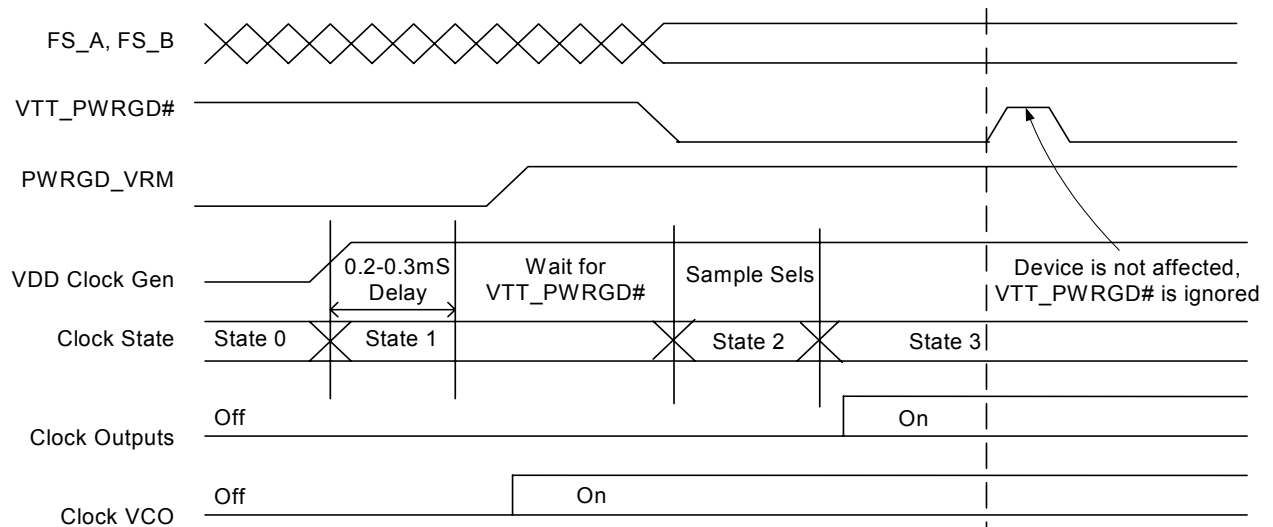 FS_A, FS_B
VTT_PWRGD#
PWRGD_VRM
VDD Clock Gen
0.2-0.3mS
Delay
Wait for
VTT_PWRGD#
Sample Sels
Device is not affected,
VTT_PWRGD# is ignored
Clock State
State 0
State 1
State 2
State 3
Clock Outputs
Off
On
Clock VCO
Off
On